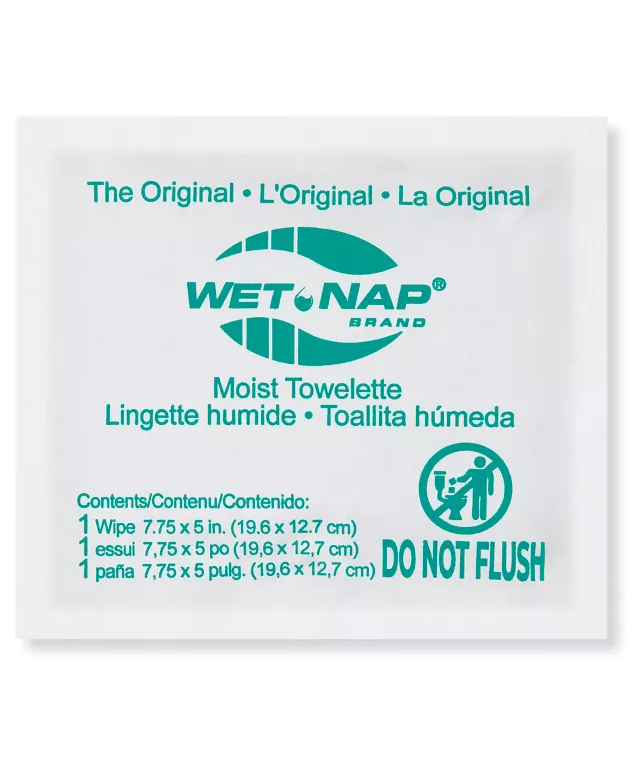 The Original • L'Original • La Original
WET NAP®
BRAND
Moist Towelette
Lingette humide • Toallita húmeda
Contents/Contenu/Contenido:
1 Wipe 7.75 x 5 in. (19.6 x 12.7 cm)
1 essui 7,75 x 5 po (19,6 x 12,7 cm)
1 paña 7,75 x 5 pulg. (19,6 x 12,7 cm)
DO NOT FLUSH